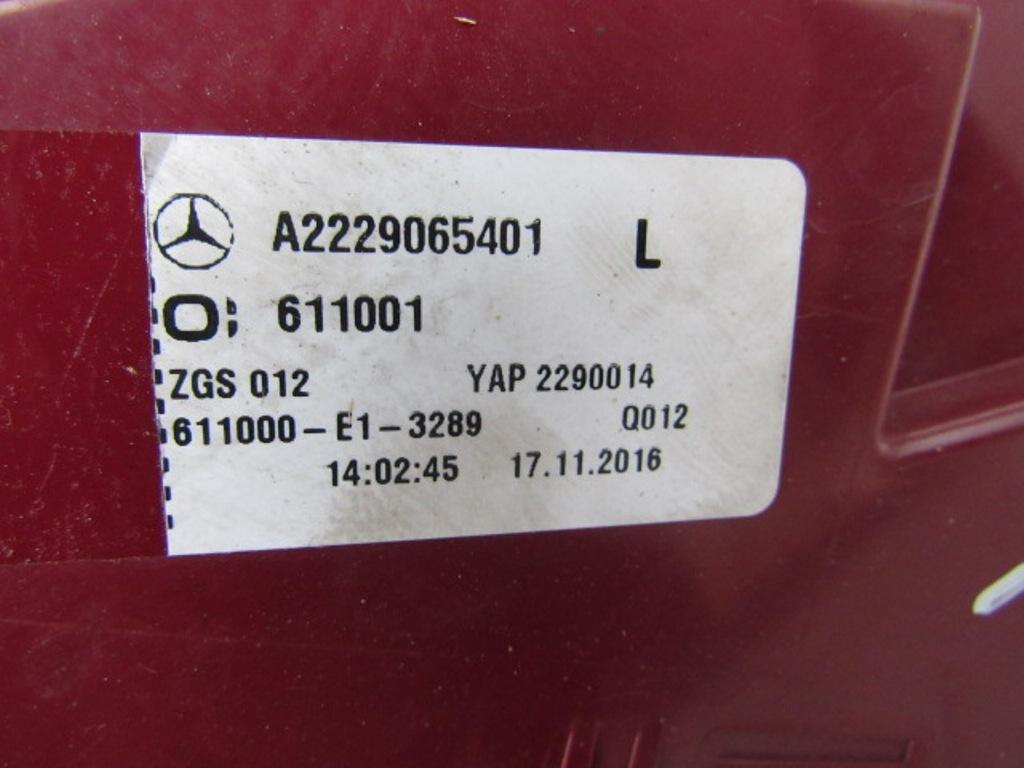 A2229065401 L
O: 611001
ZGS 012 YAP 2290014
611000-E1-3289 Q012
14:02:45 17.11.2016